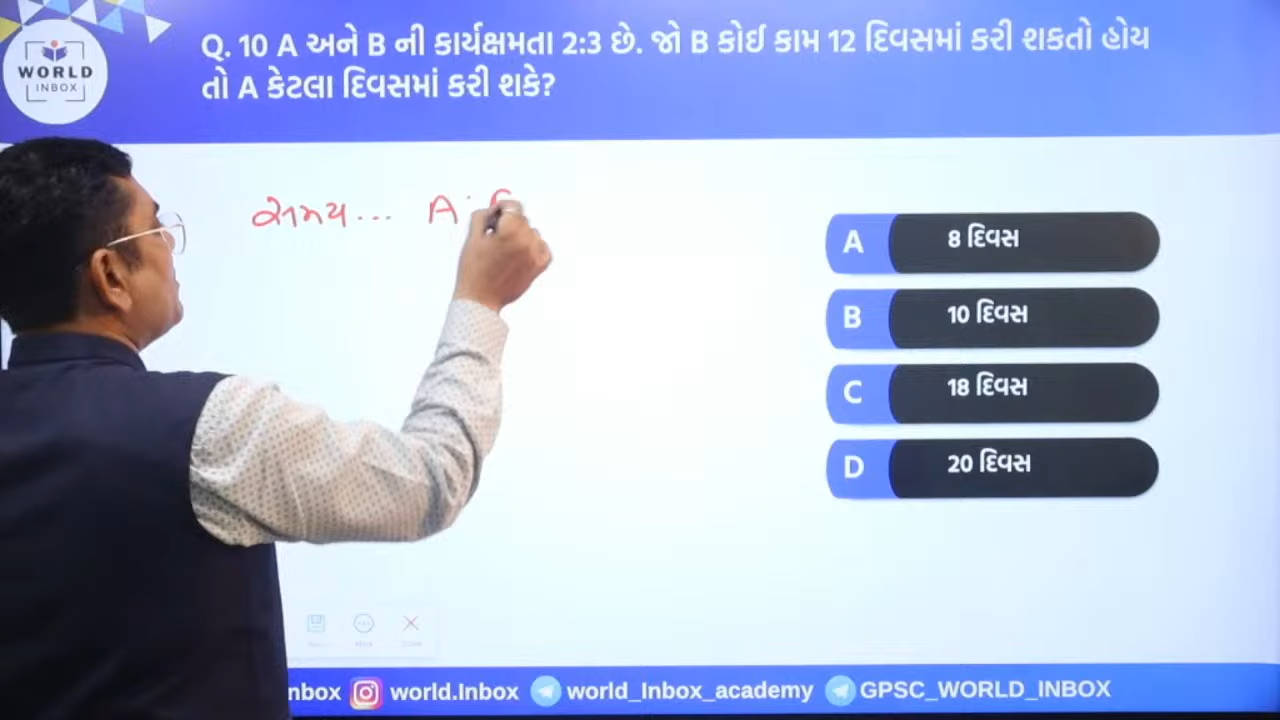 WORLD
INBOX
Q. 10 A અને B ની કાર્યક્ષમતા 2:3 છે. જો B કોઈ કામ 12 દિવસમાં કરી શકતો હોય
તો A કેટલા દિવસમાં કરી શકે?
સમય... A :
A 8 દિવસ
B 10 દિવસ
C 18 દિવસ
D 20 દિવસ
nbox world.Inbox world_Inbox_academy GPSC_WORLD_INBOX